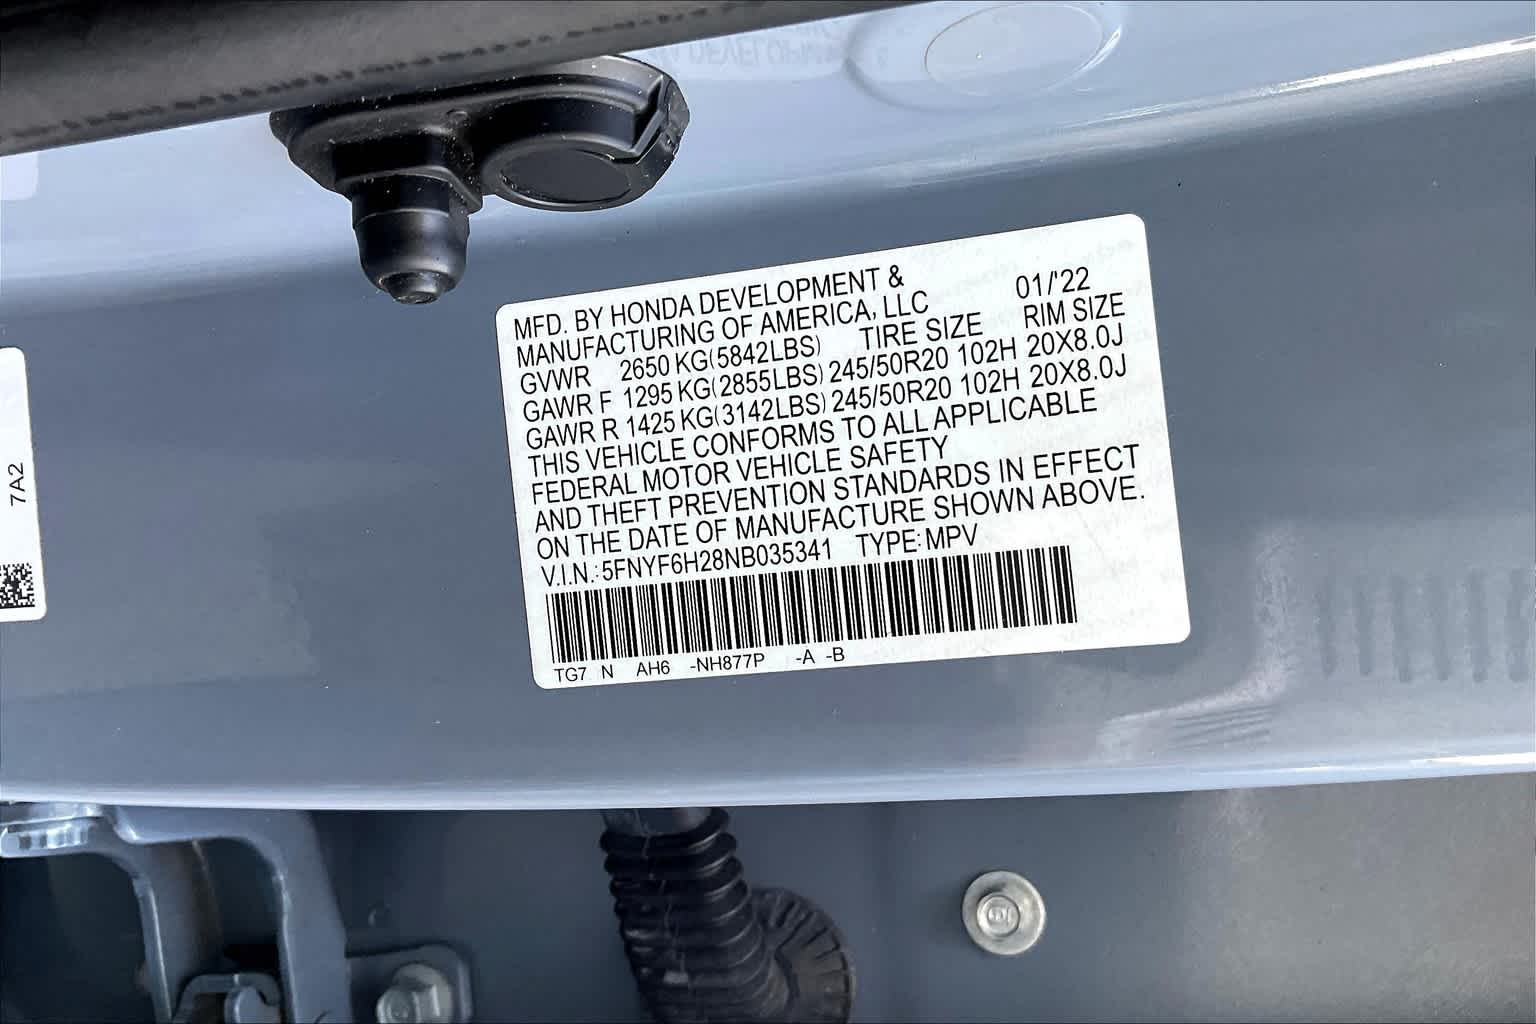 MFD. BY HONDA DEVELOPMENT &
MANUFACTURING OF AMERICA, LLC 01/'22
GVWR 2650 KG(5842LBS) TIRE SIZE RIM SIZE
GAWR F 1295 KG(2855LBS) 245/50R20 102H 20X8.0J
GAWR R 1425 KG(3142LBS) 245/50R20 102H 20X8.0J
THIS VEHICLE CONFORMS TO ALL APPLICABLE
FEDERAL MOTOR VEHICLE SAFETY
AND THEFT PREVENTION STANDARDS IN EFFECT
ON THE DATE OF MANUFACTURE SHOWN ABOVE.
V.I.N.: 5FNYF6H28NB035341 TYPE: MPV
TG7 N AH6 -NH877P -A -B
7A2